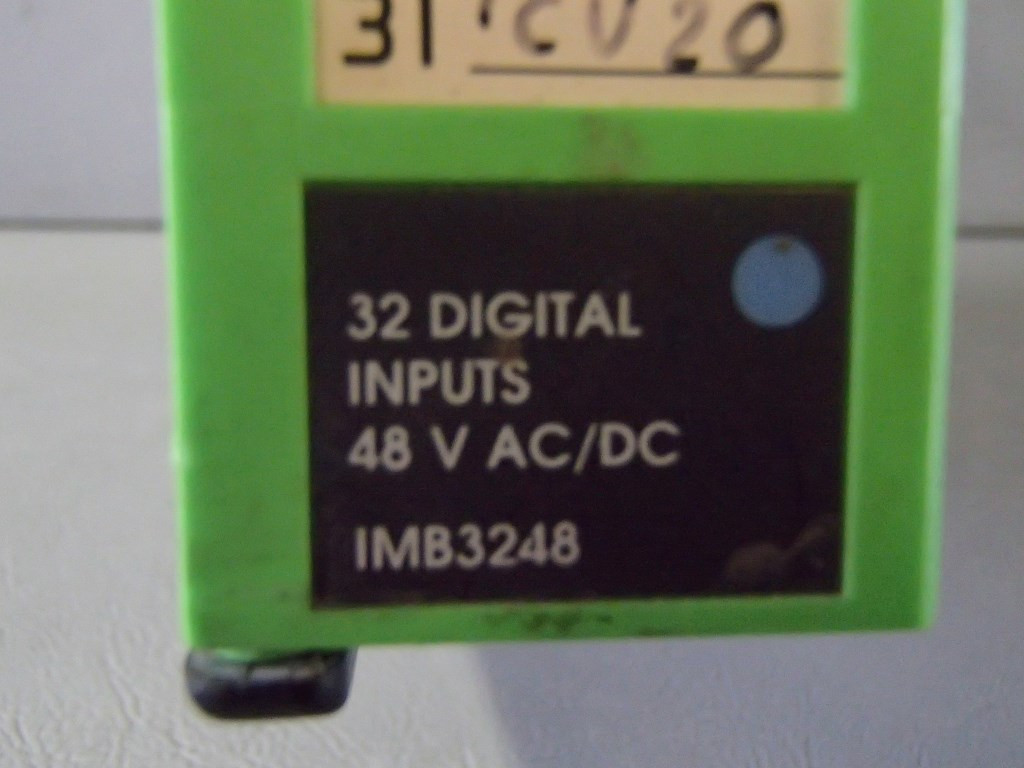 31 CV20
32 DIGITAL
INPUTS
48 V AC/DC
IMB3248